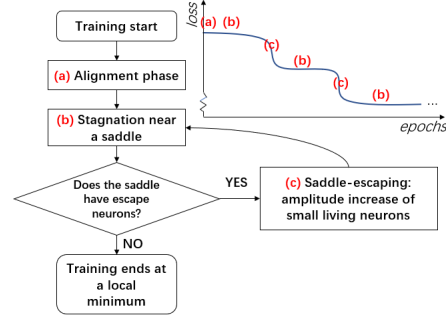 Training start
(a) Alignment phase
(b) Stagnation near
a saddle
Does the saddle
have escape
neurons?
YES
(c) Saddle-escaping:
amplitude increase of
small living neurons
NO
Training ends at
a local
minimum
loss
(a) (b)
(c)
(b)
(c)
(b)
...
epochs